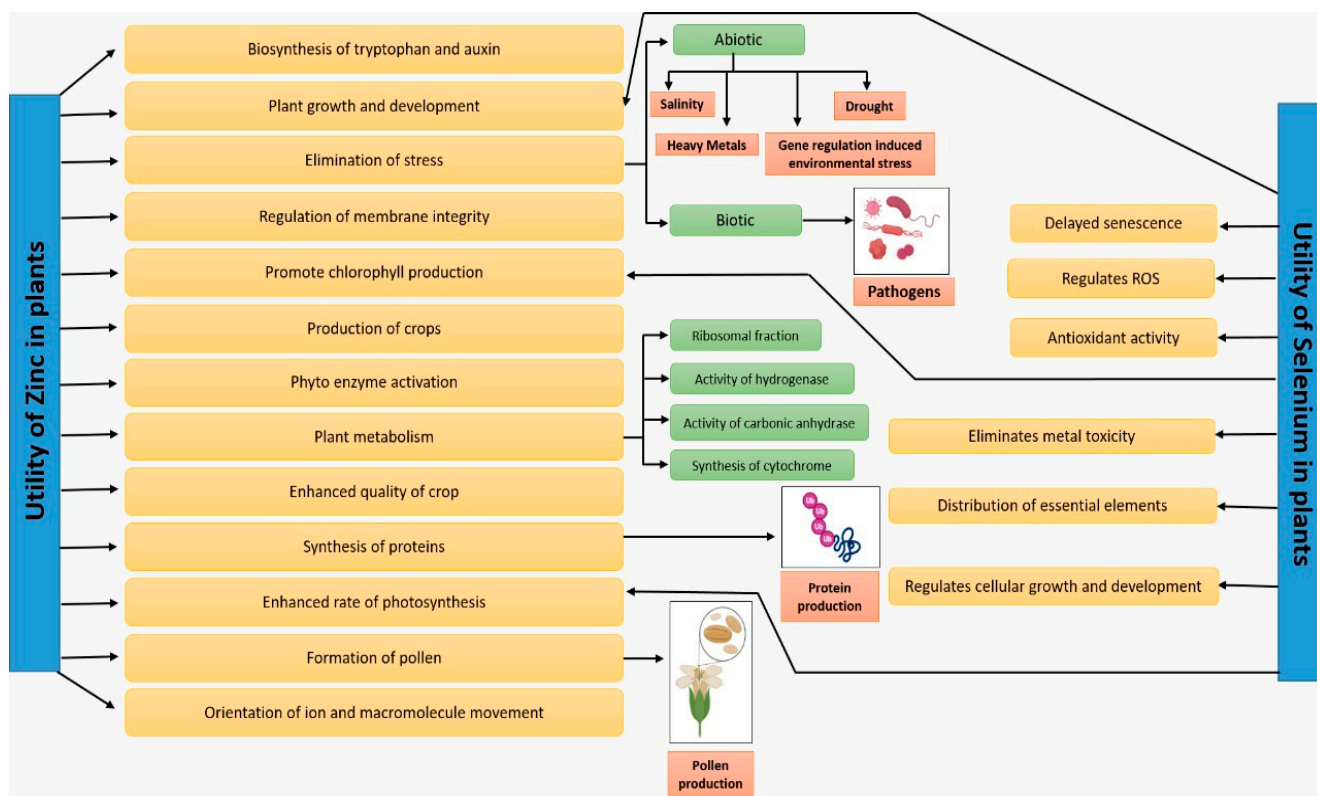 Utility of Zinc in plants
Biosynthesis of tryptophan and auxin
Plant growth and development
Elimination of stress
Regulation of membrane integrity
Promote chlorophyll production
Production of crops
Phyto enzyme activation
Plant metabolism
Enhanced quality of crop
Synthesis of proteins
Enhanced rate of photosynthesis
Formation of pollen
Orientation of ion and macromolecule movement
Abiotic
Salinity
Drought
Heavy Metals
Gene regulation induced
environmental stress
Biotic
Pathogens
Ribosomal fraction
Activity of hydrogenase
Activity of carbonic anhydrase
Synthesis of cytochrome
Ub
Ub
Ub
Ub
Protein
production
Pollen
production
Delayed senescence
Regulates ROS
Antioxidant activity
Eliminates metal toxicity
Distribution of essential elements
Regulates cellular growth and development
Utility of Selenium in plants